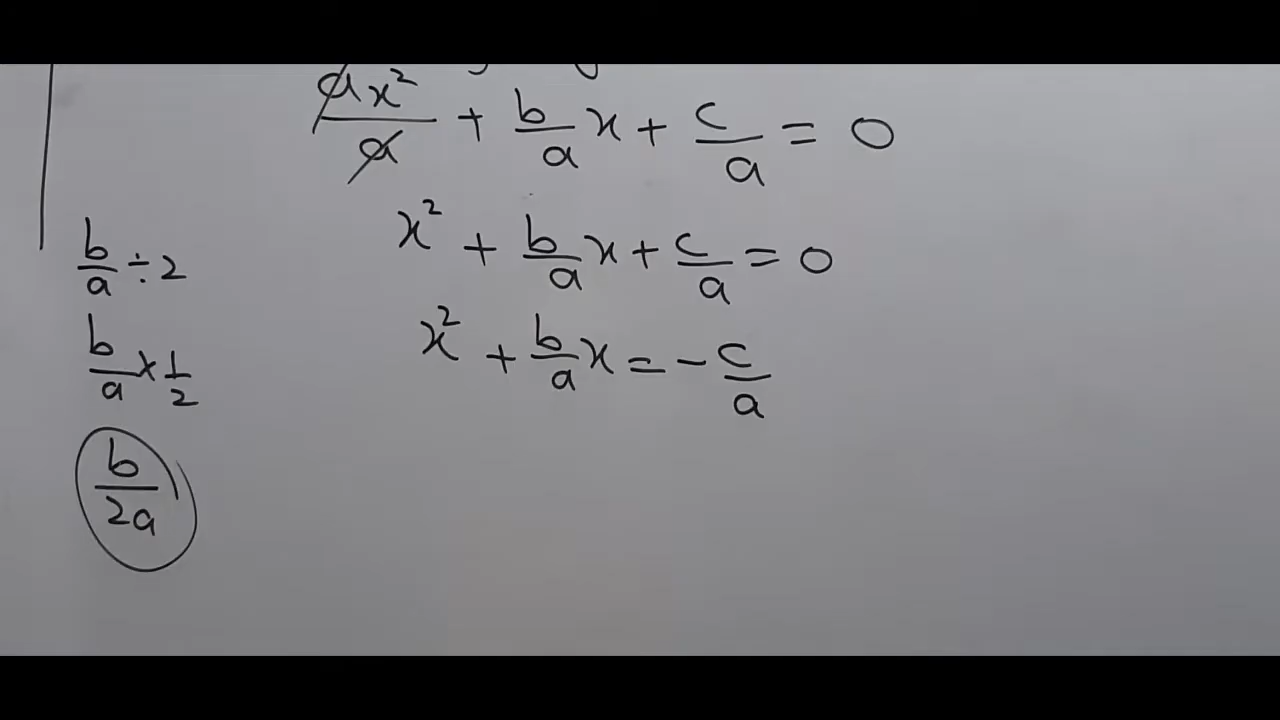 ax²/a + b/a x + c/a = 0
x² + b/a x + c/a = 0
x² + b/a x = - c/a
b/a ÷ 2
b/a × 1/2
b/2a